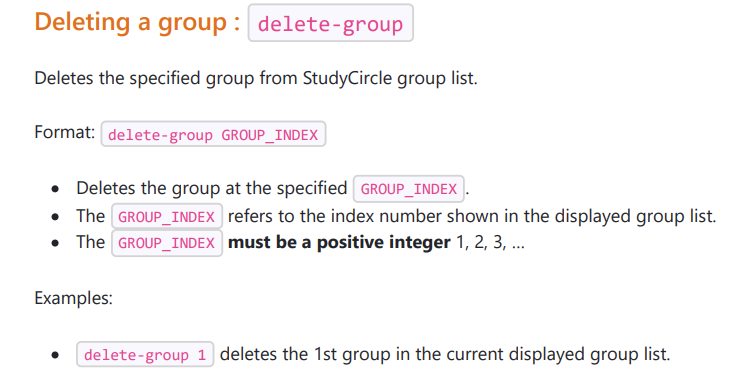 Deleting a group : delete-group
Deletes the specified group from StudyCircle group list.
Format: delete-group GROUP_INDEX
• Deletes the group at the specified GROUP_INDEX.
• The GROUP_INDEX refers to the index number shown in the displayed group list.
• The GROUP_INDEX must be a positive integer 1, 2, 3, ...
Examples:
• delete-group 1 deletes the 1st group in the current displayed group list.